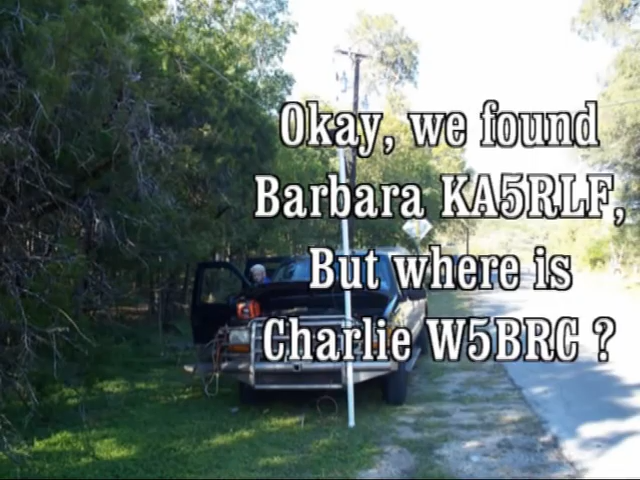 Okay, we found
Barbara KA5RLF,
But where is
Charlie W5BRC ?